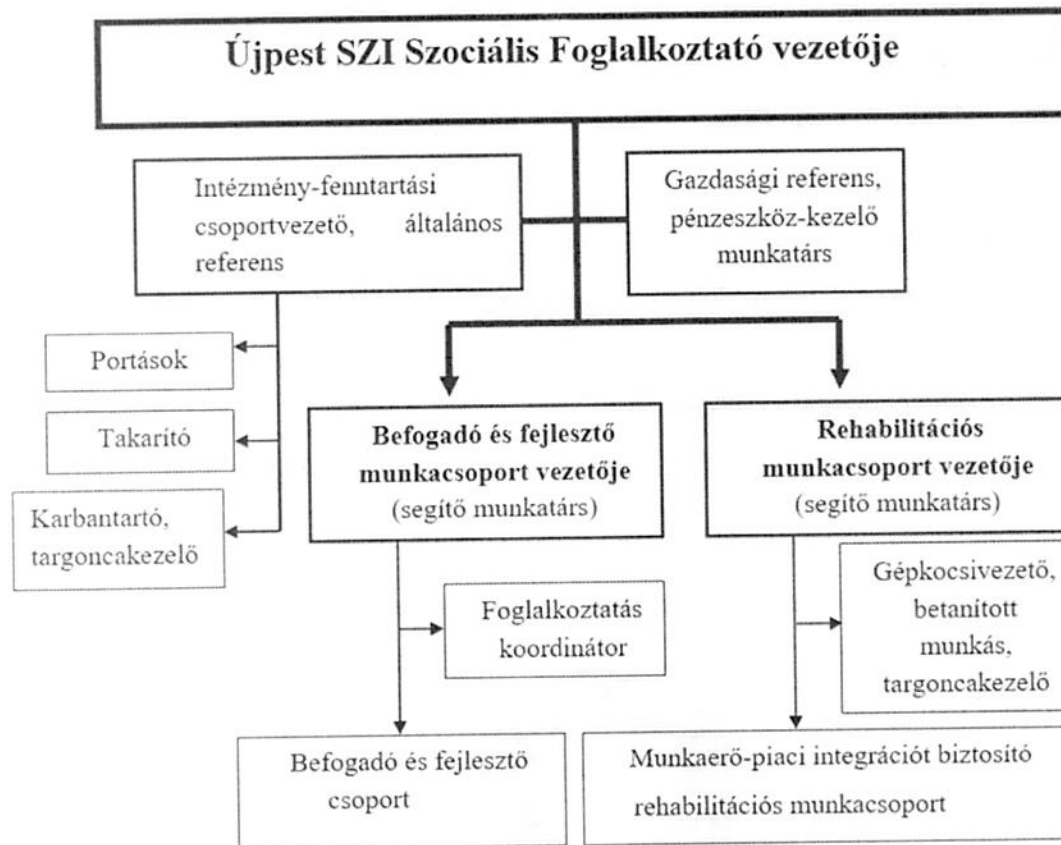 Újpest SZI Szociális Foglalkoztató vezetője
Intézmény-fenntartási
csoportvezető, általános
referens
Gazdasági referens,
pénzeszköz-kezelő
munkatárs
Portások
Takarító
Karbantartó,
targoncakezelő
Befogadó és fejlesztő
munkacsoport vezetője
(segítő munkatárs)
Rehabilitációs
munkacsoport vezetője
(segítő munkatárs)
Foglalkoztatás
koordinátor
Gépkocsivezető,
betanított
munkás,
targoncakezelő
Befogadó és fejlesztő
csoport
Munkaerő-piaci integrációt biztosító
rehabilitációs munkacsoport